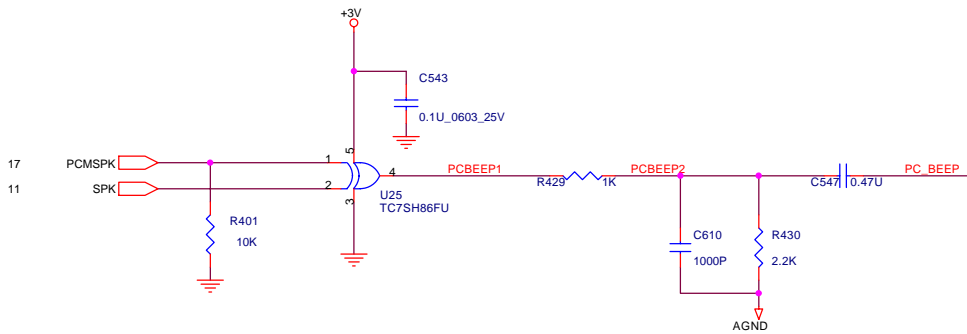 +3V
C543
0.1U_0603_25V
17 PCMSPK 1 5 4
11 SPK 2 3
U25
TC7SH86FU
PCBEEP1 R429 1K PCBEEP2 C547 0.47U PC_BEEP
R401
10K
C610
1000P
R430
2.2K
AGND